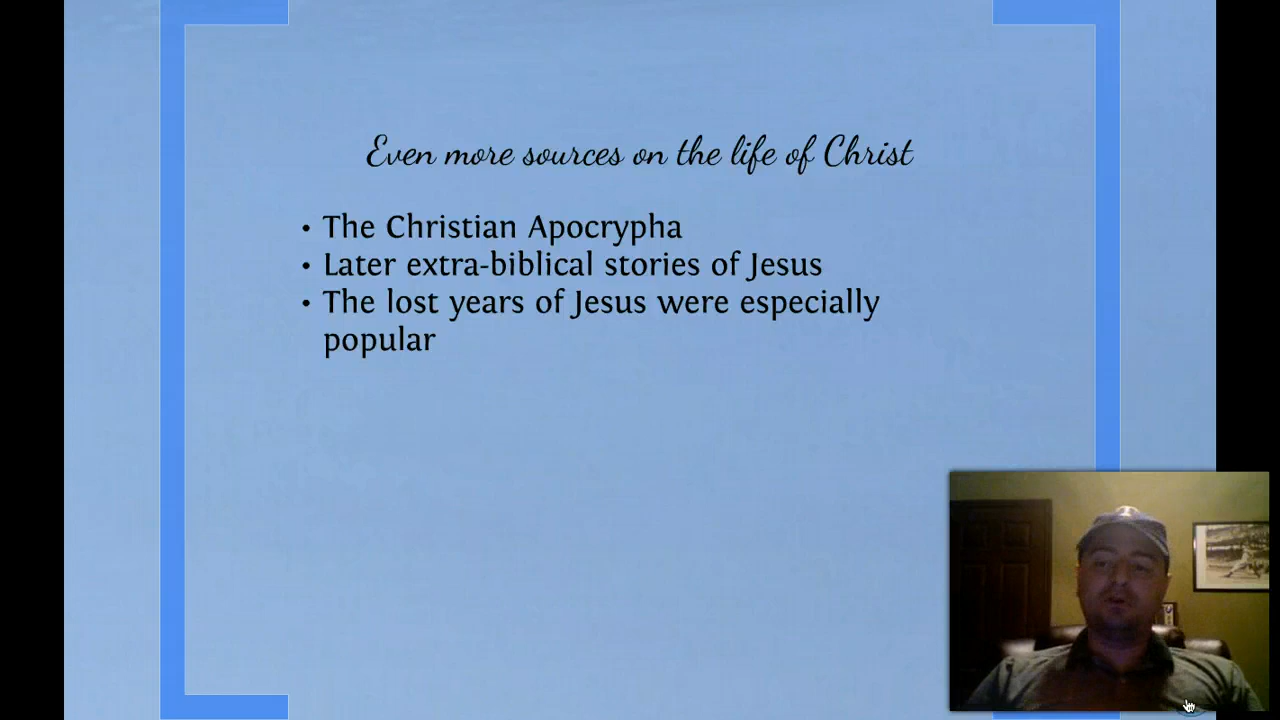 Even more sources on the life of Christ
• The Christian Apocrypha
• Later extra-biblical stories of Jesus
• The lost years of Jesus were especially
popular